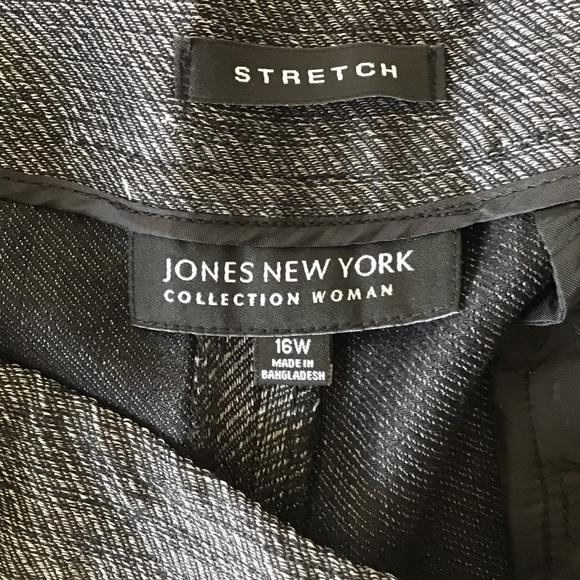 STRETCH
JONES NEW YORK
COLLECTION WOMAN
16W
MADE IN
BANGLADESH